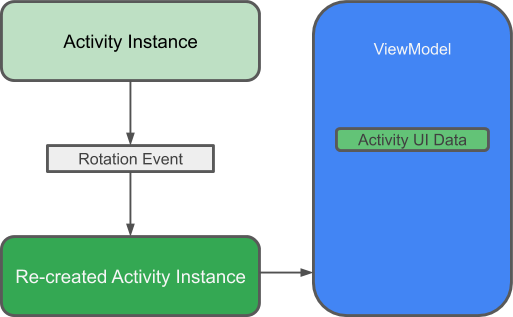 Activity Instance
ViewModel
Activity UI Data
Rotation Event
Re-created Activity Instance